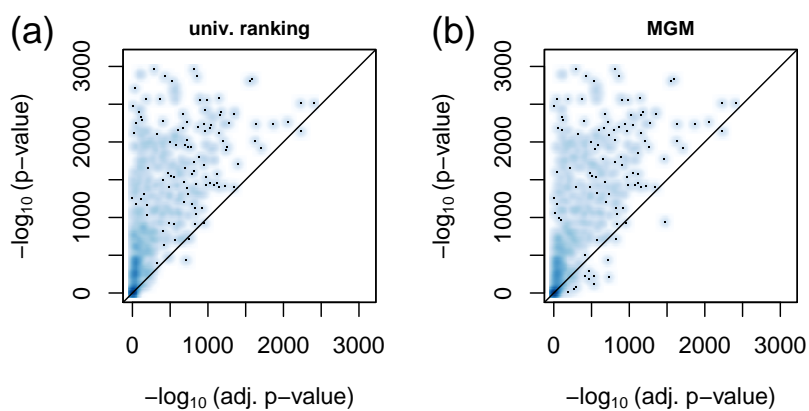 (a)
univ. ranking
−log10 (p−value)
3000
2000
1000
0
0 1000 2000 3000
−log10 (adj. p−value)
(b)
MGM
−log10 (p−value)
3000
2000
1000
0
0 1000 2000 3000
−log10 (adj. p−value)